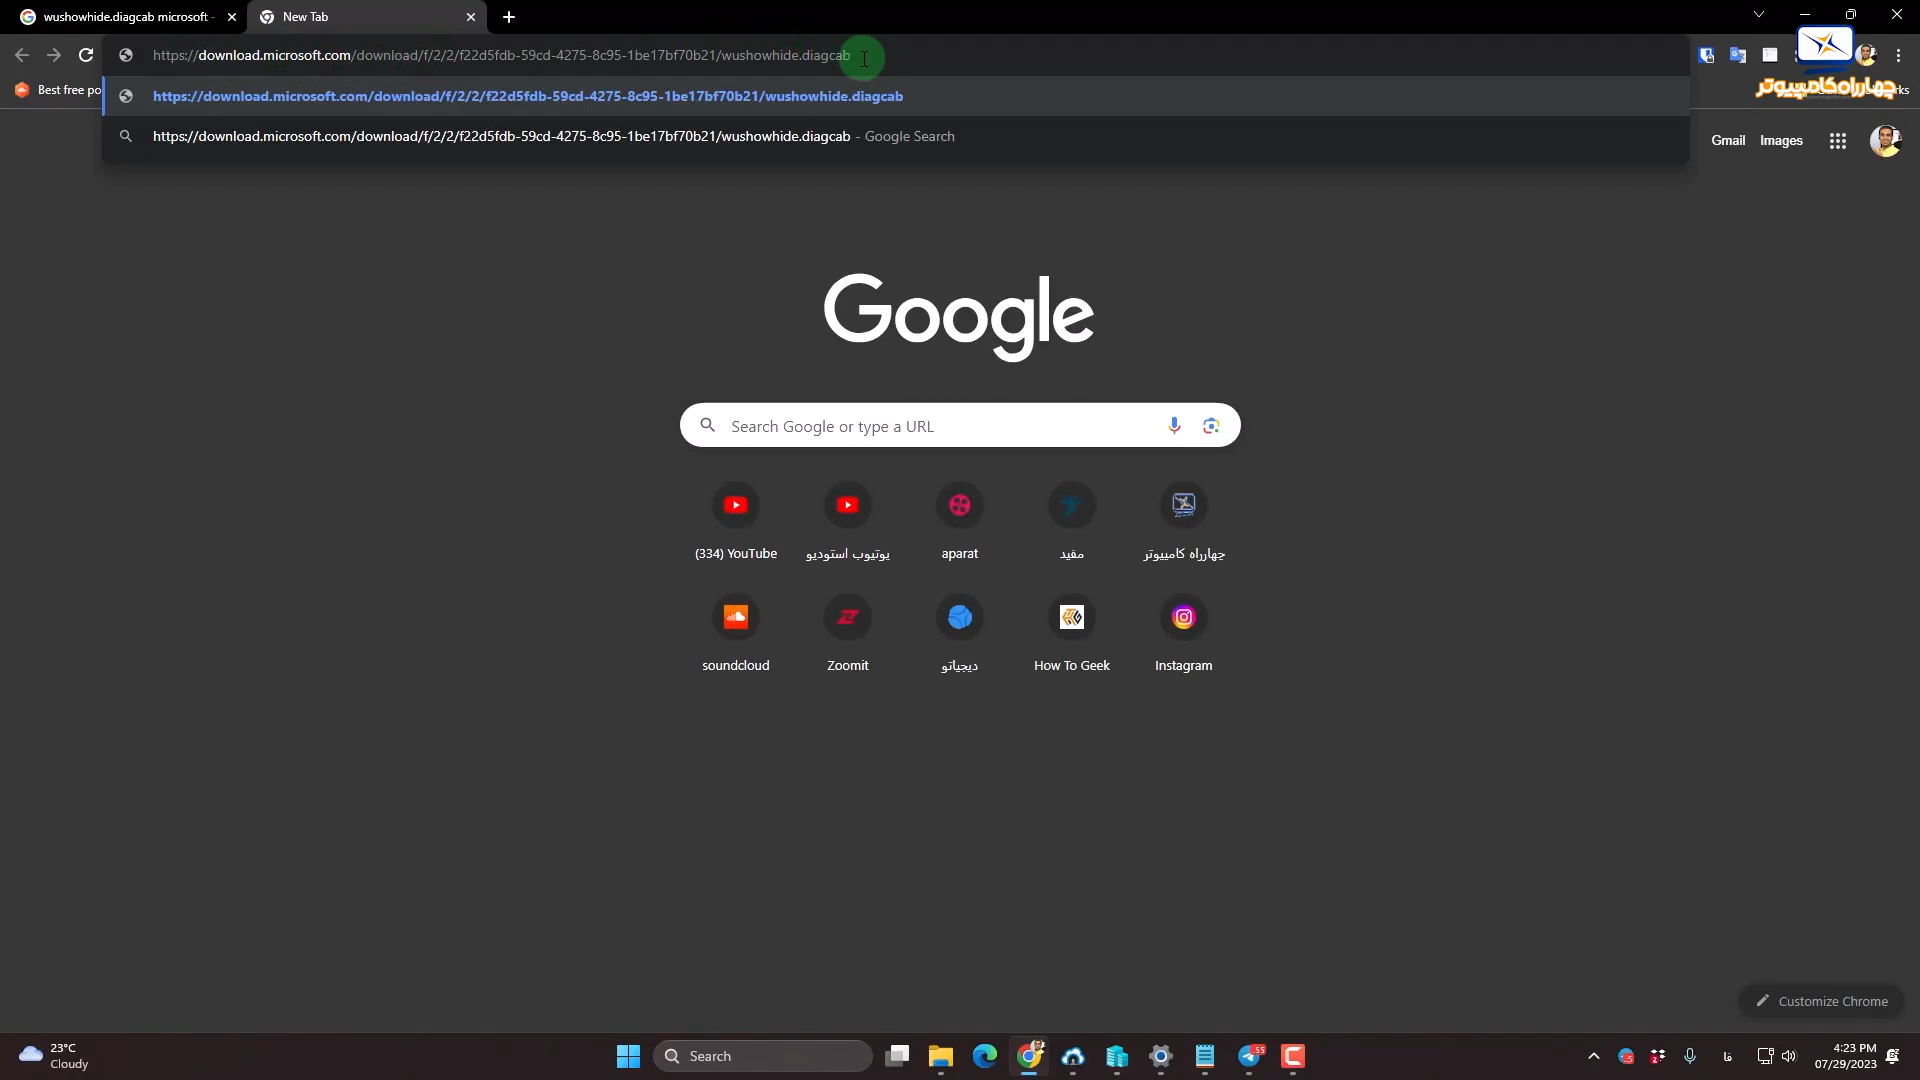 wushowhide.diagcab microsoft -
New Tab
https://download.microsoft.com/download/f/2/2/f22d5fdb-59cd-4275-8c95-1be17bf70b21/wushowhide.diagcab
Best free po
https://download.microsoft.com/download/f/2/2/f22d5fdb-59cd-4275-8c95-1be17bf70b21/wushowhide.diagcab
چهارراه کامپیوتر
https://download.microsoft.com/download/f/2/2/f22d5fdb-59cd-4275-8c95-1be17bf70b21/wushowhide.diagcab - Google Search
Gmail Images
Google
Search Google or type a URL
(334) YouTube
یوتیوب استودیو
aparat
مفید
چهارراه کامپیوتر
soundcloud
Zoomit
دیجیاتو
How To Geek
Instagram
Customize Chrome
23°C
Cloudy
Search
55
فا
4:23 PM
07/29/2023